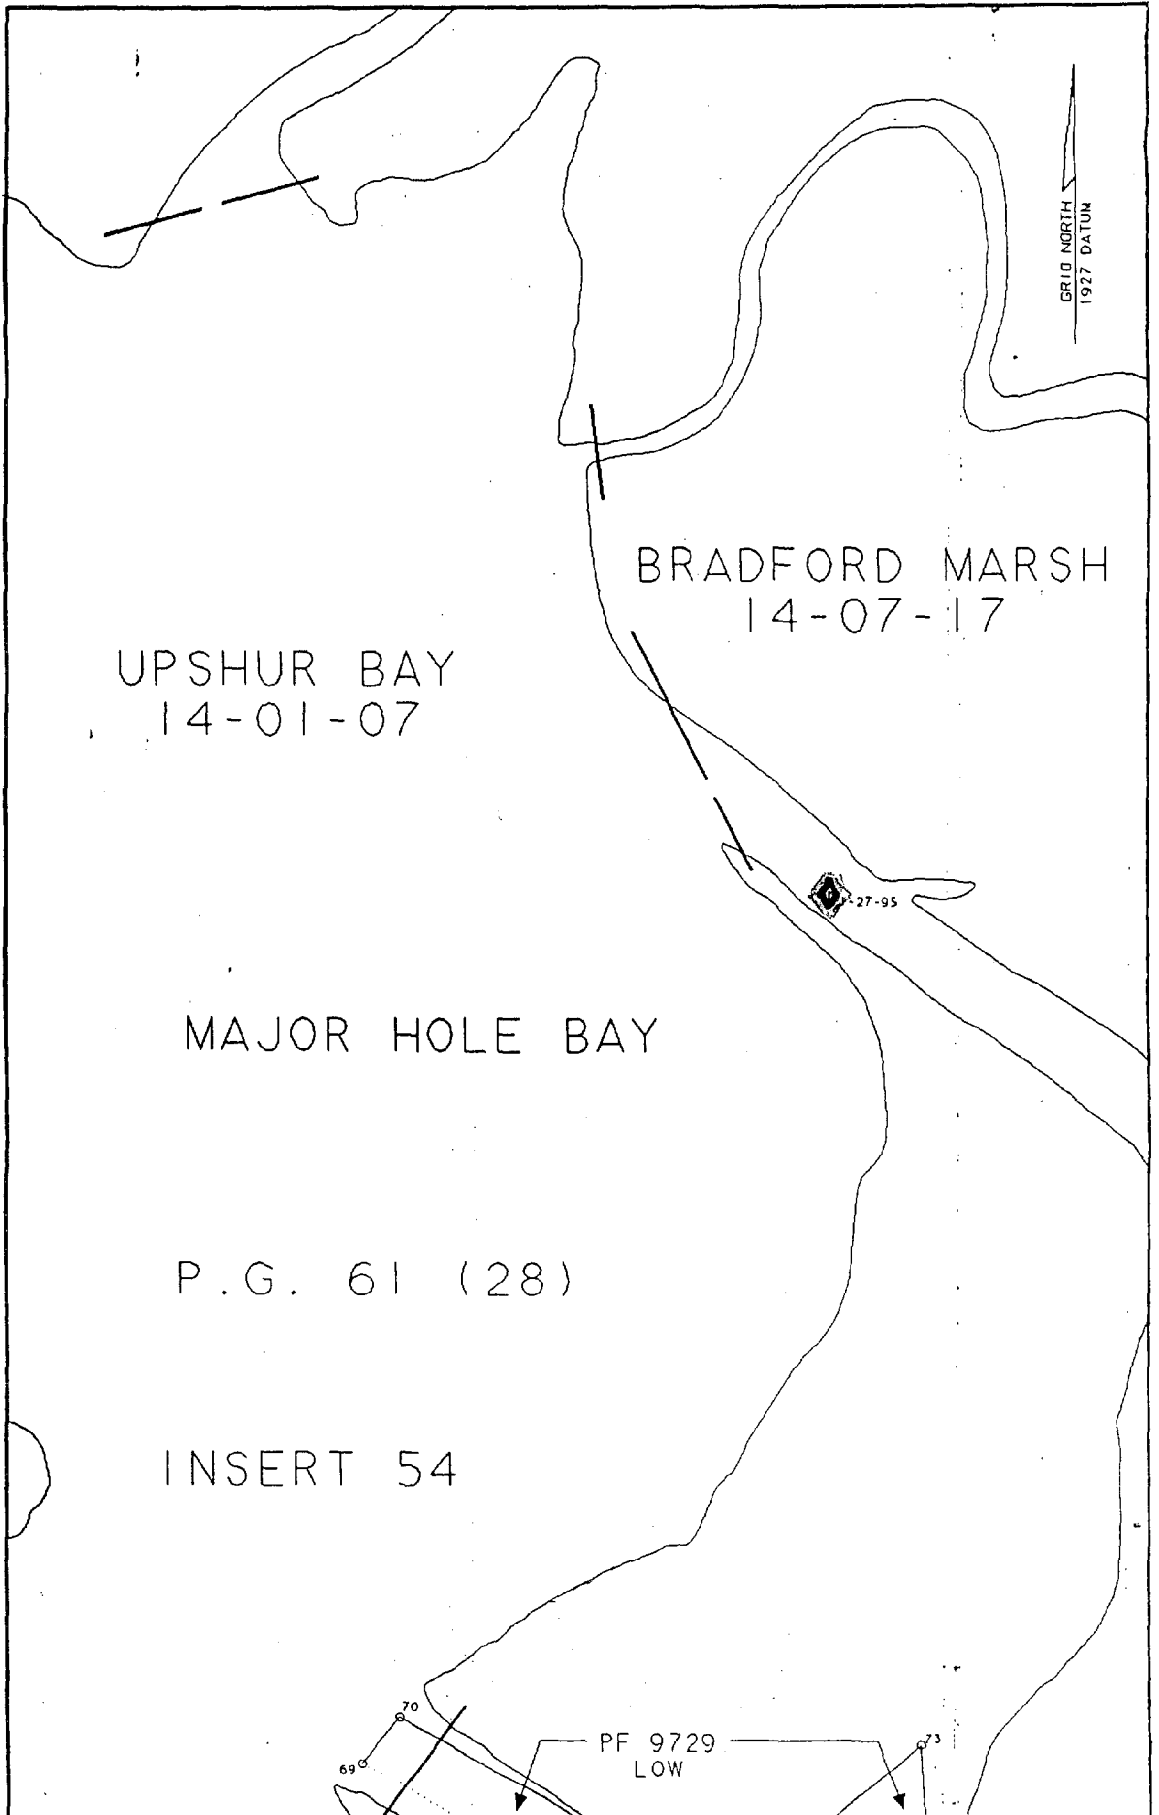 GRID NORTH
1927 DATUM
BRADFORD MARSH
14-07-17
UPSHUR BAY
14-01-07
27-95
MAJOR HOLE BAY
P.G. 61 (28)
INSERT 54
70
69
PF 9729
LOW
73